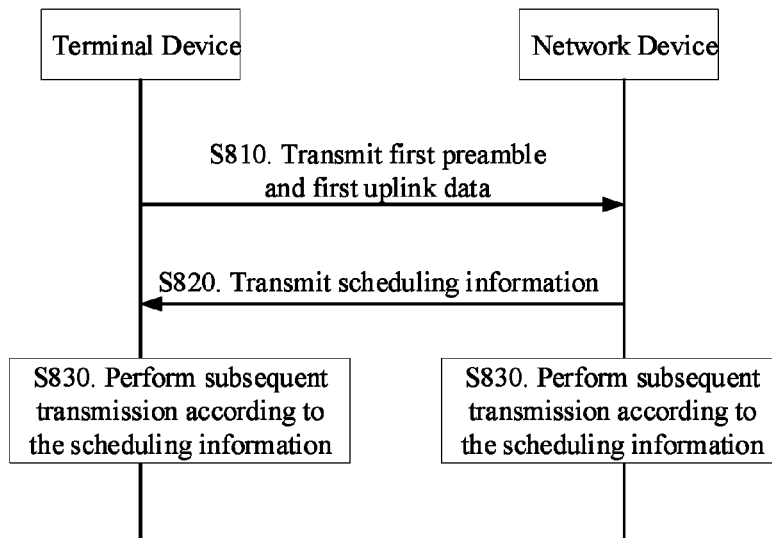 Terminal Device
Network Device
S810. Transmit first preamble
and first uplink data
S820. Transmit scheduling information
S830. Perform subsequent
transmission according to
the scheduling information
S830. Perform subsequent
transmission according to
the scheduling information